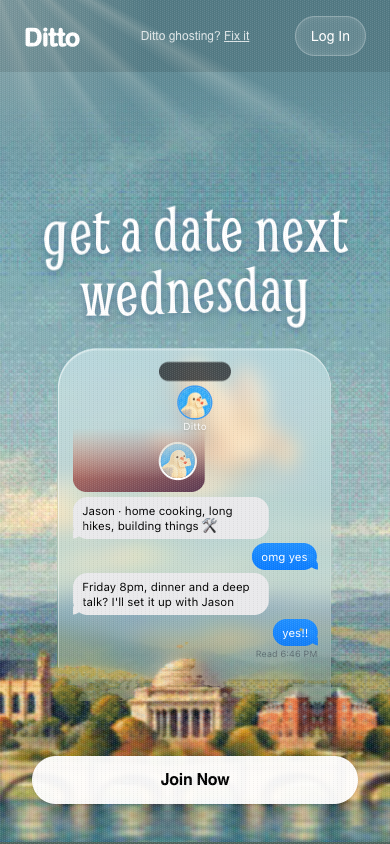 Ditto
Ditto ghosting? Fix it
Log In
get a date next
wednesday
Ditto
Jason · home cooking, long
hikes, building things 🛠️
omg yes
Friday 8pm, dinner and a deep
talk? I'll set it up with Jason
yes!!
Read 6:46 PM
Join Now